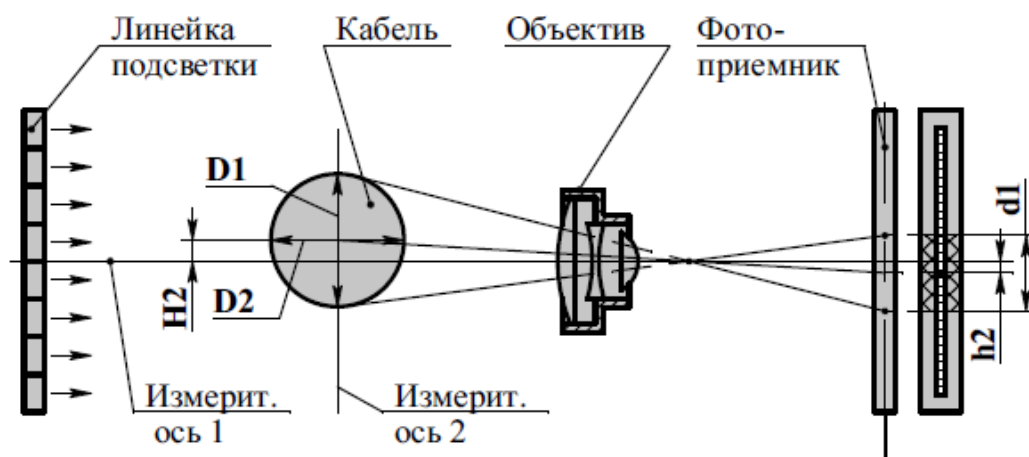 Линейка
подсветки
Кабель
Объектив
Фото-
приемник
D1
D2
H2
d1
h2
Измерит.
ось 1
Измерит.
ось 2